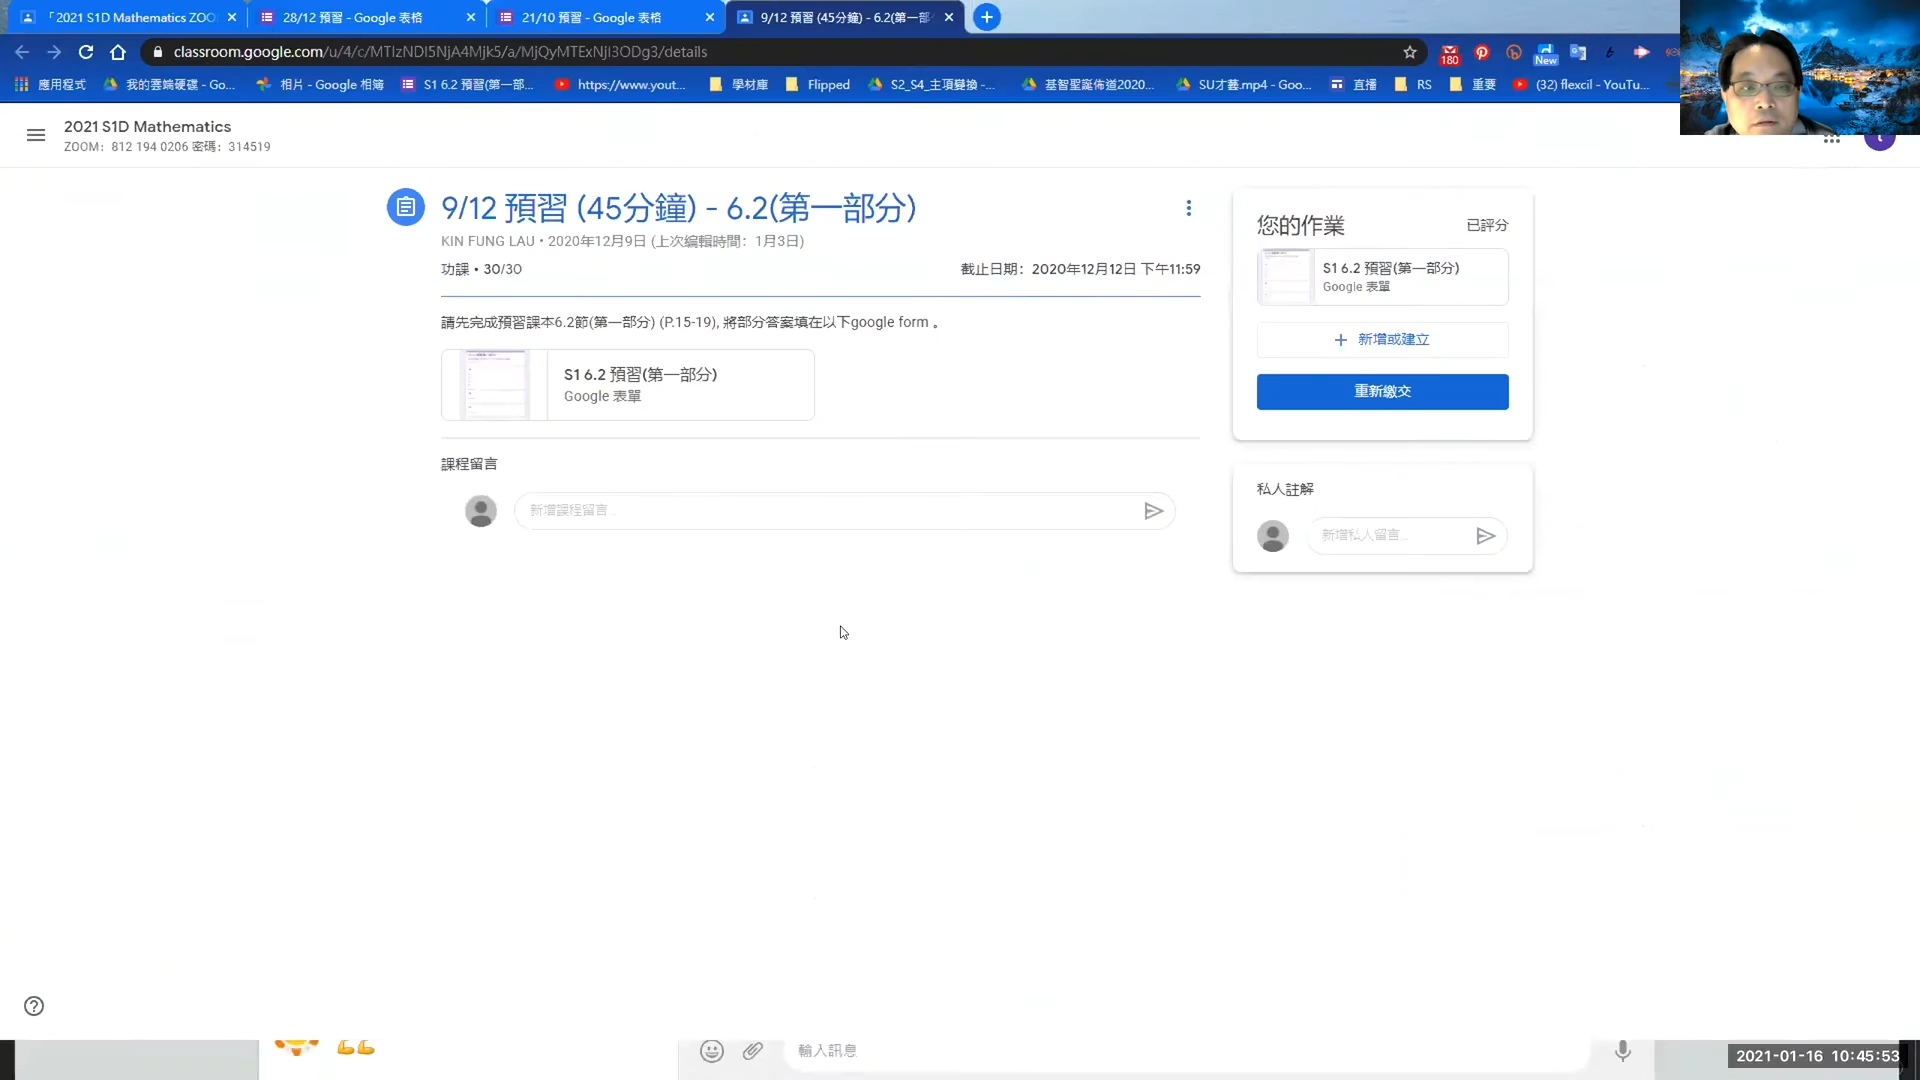 「2021 S1D Mathematics ZOO
28/12 預習 - Google 表格
21/10 預習 - Google 表格
9/12 預習 (45分鐘) - 6.2(第一部
classroom.google.com/u/4/c/MTIzNDI5NjA4Mjk5/a/MjQyMTExNjI3ODg3/details
180
New
應用程式
我的雲端硬碟 - Go...
相片 - Google 相簿
S1 6.2 預習(第一部...
https://www.yout...
學材庫
Flipped
S2_S4_主項變換 -...
基智聖誕佈道2020...
SU才藝.mp4 - Goo...
直播
RS
重要
(32) flexcil - YouTu...
2021 S1D Mathematics
ZOOM：812 194 0206 密碼：314519
9/12 預習 (45分鐘) - 6.2(第一部分)
KIN FUNG LAU • 2020年12月9日 (上次編輯時間：1月3日)
功課 • 30/30
截止日期：2020年12月12日 下午11:59
請先完成預習課本6.2節(第一部分) (P.15-19), 將部分答案填在以下google form 。
S1 6.2 預習(第一部分)
Google 表單
課程留言
新增課程留言...
您的作業
已評分
S1 6.2 預習(第一部分)
Google 表單
+ 新增或建立
重新繳交
私人註解
新增私人留言...
輸入訊息
2021-01-16 10:45:53